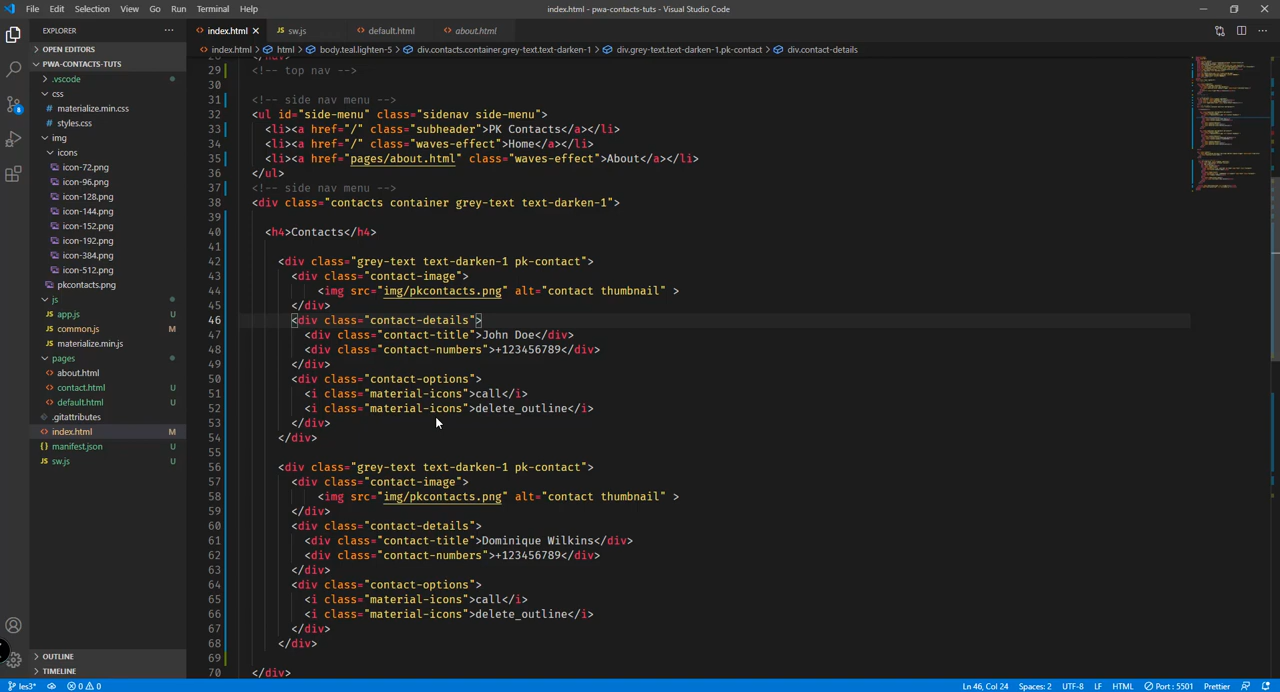 File Edit Selection View Go Run Terminal Help
index.html - pwa-contacts-tuts - Visual Studio Code
EXPLORER
OPEN EDITORS
PWA-CONTACTS-TUTS
.vscode
css
materialize.min.css
styles.css
img
icons
icon-72.png
icon-96.png
icon-128.png
icon-144.png
icon-152.png
icon-192.png
icon-384.png
icon-512.png
pkcontacts.png
js
app.js
common.js M
materialize.min.js
pages
about.html
contact.html U
default.html U
.gitattributes
index.html M
manifest.json U
sw.js U
OUTLINE
TIMELINE
8
index.html sw.js default.html about.html
index.html > html > body.teal.lighten-5 > div.contacts.container.grey-text.text-darken-1 > div.grey-text.text-darken-1.pk-contact > div.contact-details
29 <!-- top nav -->
30
31 <!-- side nav menu -->
32 <ul id="side-menu" class="sidenav side-menu">
33 <li><a href="/" class="subheader">PK Contacts</a></li>
34 <li><a href="/" class="waves-effect">Home</a></li>
35 <li><a href="pages/about.html" class="waves-effect">About</a></li>
36 </ul>
37 <!-- side nav menu -->
38 <div class="contacts container grey-text text-darken-1">
39
40 <h4>Contacts</h4>
41
42 <div class="grey-text text-darken-1 pk-contact">
43 <div class="contact-image">
44 <img src="img/pkcontacts.png" alt="contact thumbnail" >
45 </div>
46 <div class="contact-details">
47 <div class="contact-title">John Doe</div>
48 <div class="contact-numbers">+123456789</div>
49 </div>
50 <div class="contact-options">
51 <i class="material-icons">call</i>
52 <i class="material-icons">delete_outline</i>
53 </div>
54 </div>
55
56 <div class="grey-text text-darken-1 pk-contact">
57 <div class="contact-image">
58 <img src="img/pkcontacts.png" alt="contact thumbnail" >
59 </div>
60 <div class="contact-details">
61 <div class="contact-title">Dominique Wilkins</div>
62 <div class="contact-numbers">+123456789</div>
63 </div>
64 <div class="contact-options">
65 <i class="material-icons">call</i>
66 <i class="material-icons">delete_outline</i>
67 </div>
68 </div>
69
70 </div>
les3* 0 0 Ln 46, Col 24 Spaces: 2 UTF-8 LF HTML Port : 5501 Prettier